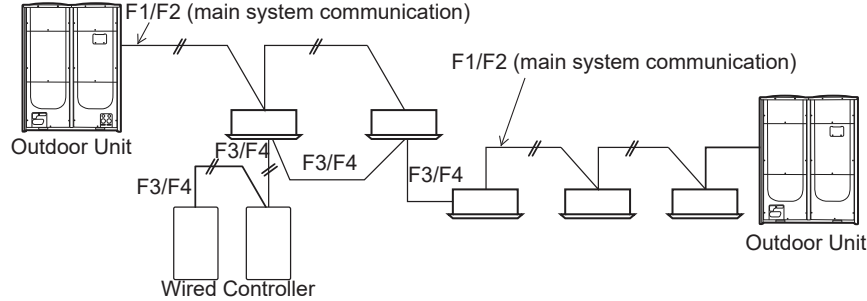 F1/F2 (main system communication)
F1/F2 (main system communication)
Outdoor Unit
F3/F4
F3/F4
F3/F4
F3/F4
Outdoor Unit
Wired Controller